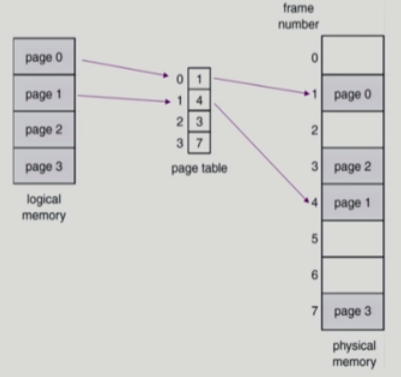 frame
number
page 0
page 1
page 2
page 3
logical
memory
0 1
1 4
2 3
3 7
page table
0
1 page 0
2
3 page 2
4 page 1
5
6
7 page 3
physical
memory